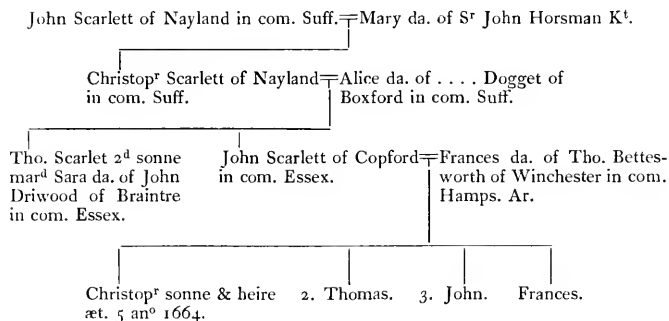 John Scarlett of Nayland in com. Suff. Mary da. of Sʳ John Horsman Kᵗ.
Christopʳ Scarlett of Nayland
in com. Suff.
Alice da. of . . . . Dogget of
Boxford in com. Suff.
Tho. Scarlet 2ᵈ sonne
marᵈ Sara da. of John
Driwood of Braintre
in com. Essex.
John Scarlett of Copford
in com. Essex.
Frances da. of Tho. Bettes-
worth of Winchester in com.
Hamps. Ar.
Christopʳ sonne & heire
æt. 5 anº 1664.
2. Thomas.
3. John.
Frances.